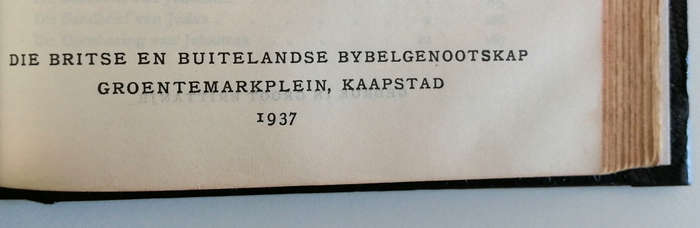 DIE BRITSE EN BUITELANDSE BYBELGENOOTSKAP
GROENTEMARKPLEIN, KAAPSTAD
1937